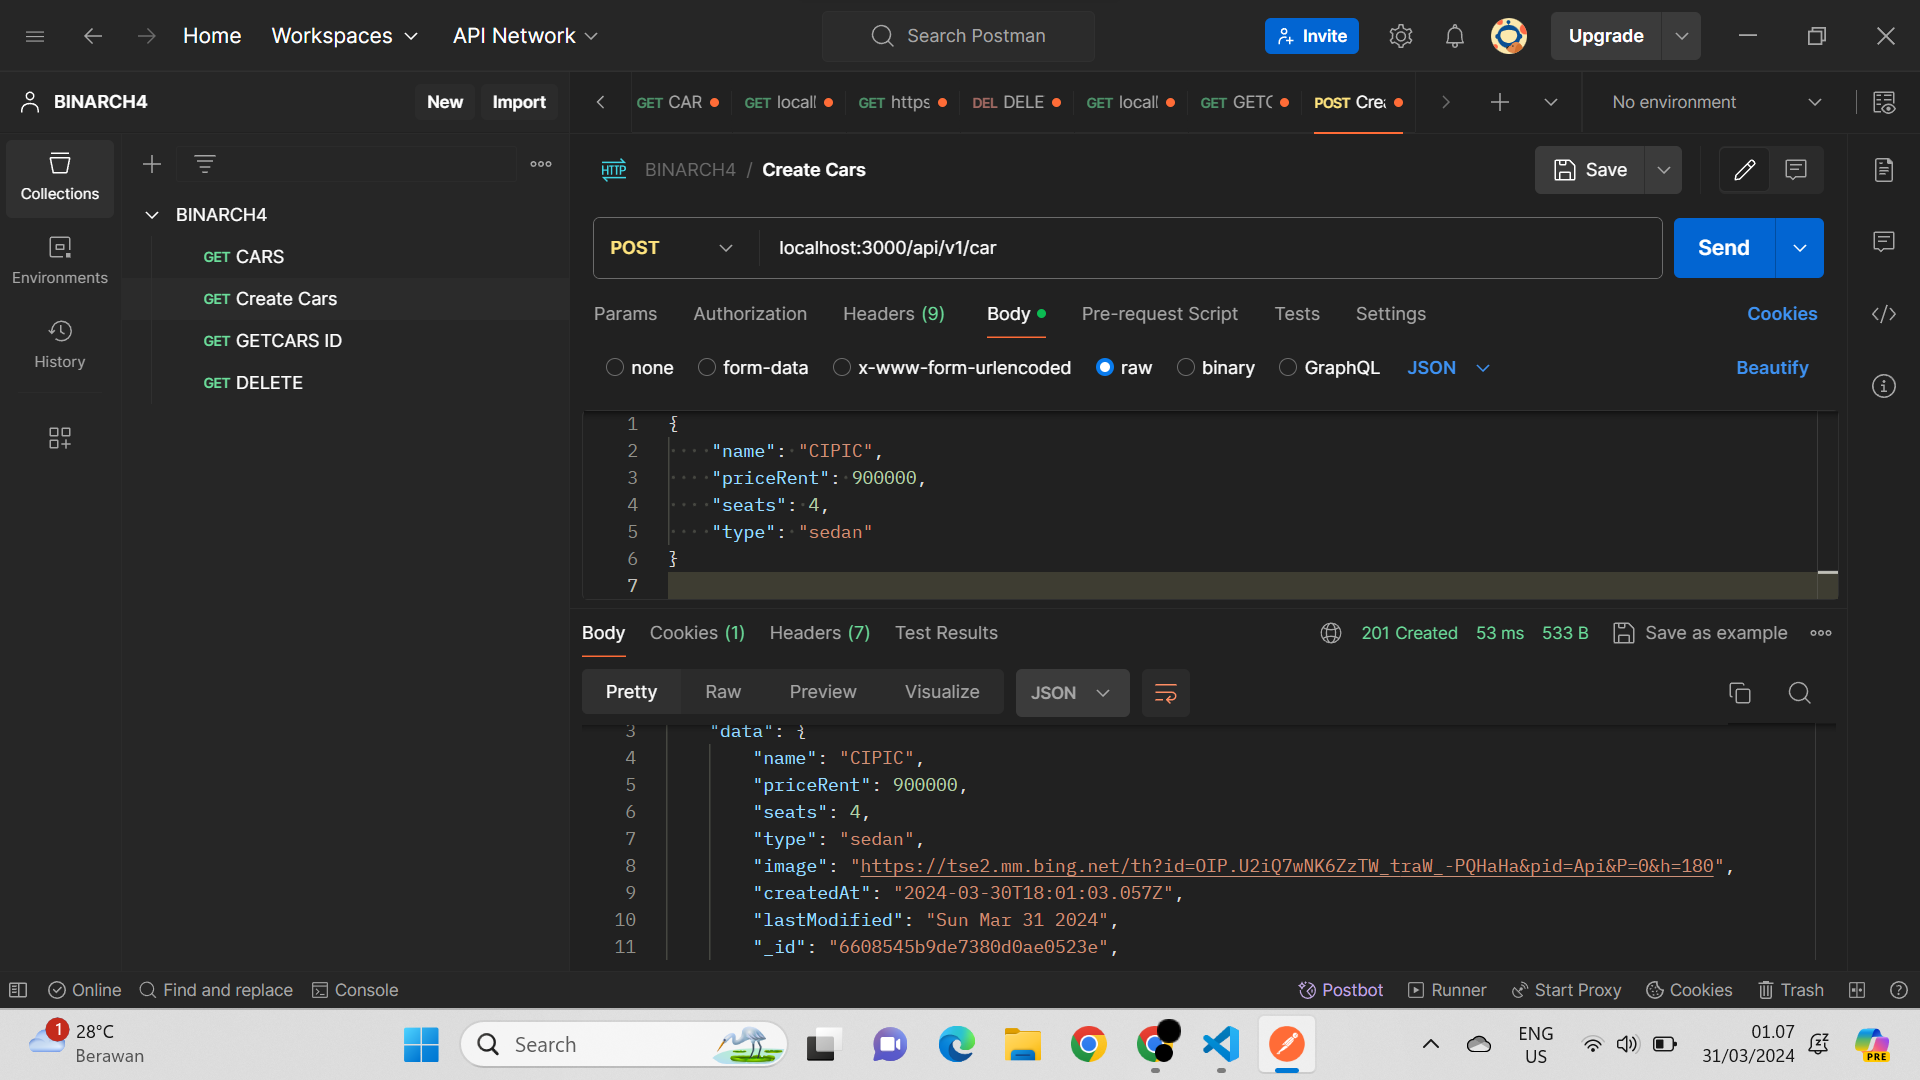 Home Workspaces API Network Search Postman Invite Upgrade
BINARCH4 New Import
GET CAR GET locall GET https DEL DELE GET locall GET GETC POST Crea No environment
Collections
Environments
History
BINARCH4
GET CARS
GET Create Cars
GET GETCARS ID
GET DELETE
HTTP BINARCH4 / Create Cars Save
POST localhost:3000/api/v1/car Send
Params Authorization Headers (9) Body Pre-request Script Tests Settings Cookies
none form-data x-www-form-urlencoded raw binary GraphQL JSON Beautify
1 {
2 "name": "CIPIC",
3 "priceRent": 900000,
4 "seats": 4,
5 "type": "sedan"
6 }
7
Body Cookies (1) Headers (7) Test Results 201 Created 53 ms 533 B Save as example
Pretty Raw Preview Visualize JSON
3 "data": {
4 "name": "CIPIC",
5 "priceRent": 900000,
6 "seats": 4,
7 "type": "sedan",
8 "image": "https://tse2.mm.bing.net/th?id=OIP.U2iQ7wNK6ZzTW_traW_-PQHaHa&pid=Api&P=0&h=180",
9 "createdAt": "2024-03-30T18:01:03.057Z",
10 "lastModified": "Sun Mar 31 2024",
11 "_id": "6608545b9de7380d0ae0523e",
Online Find and replace Console Postbot Runner Start Proxy Cookies Trash
1 28°C
Berawan
Search
ENG
US
01.07
31/03/2024
PRE